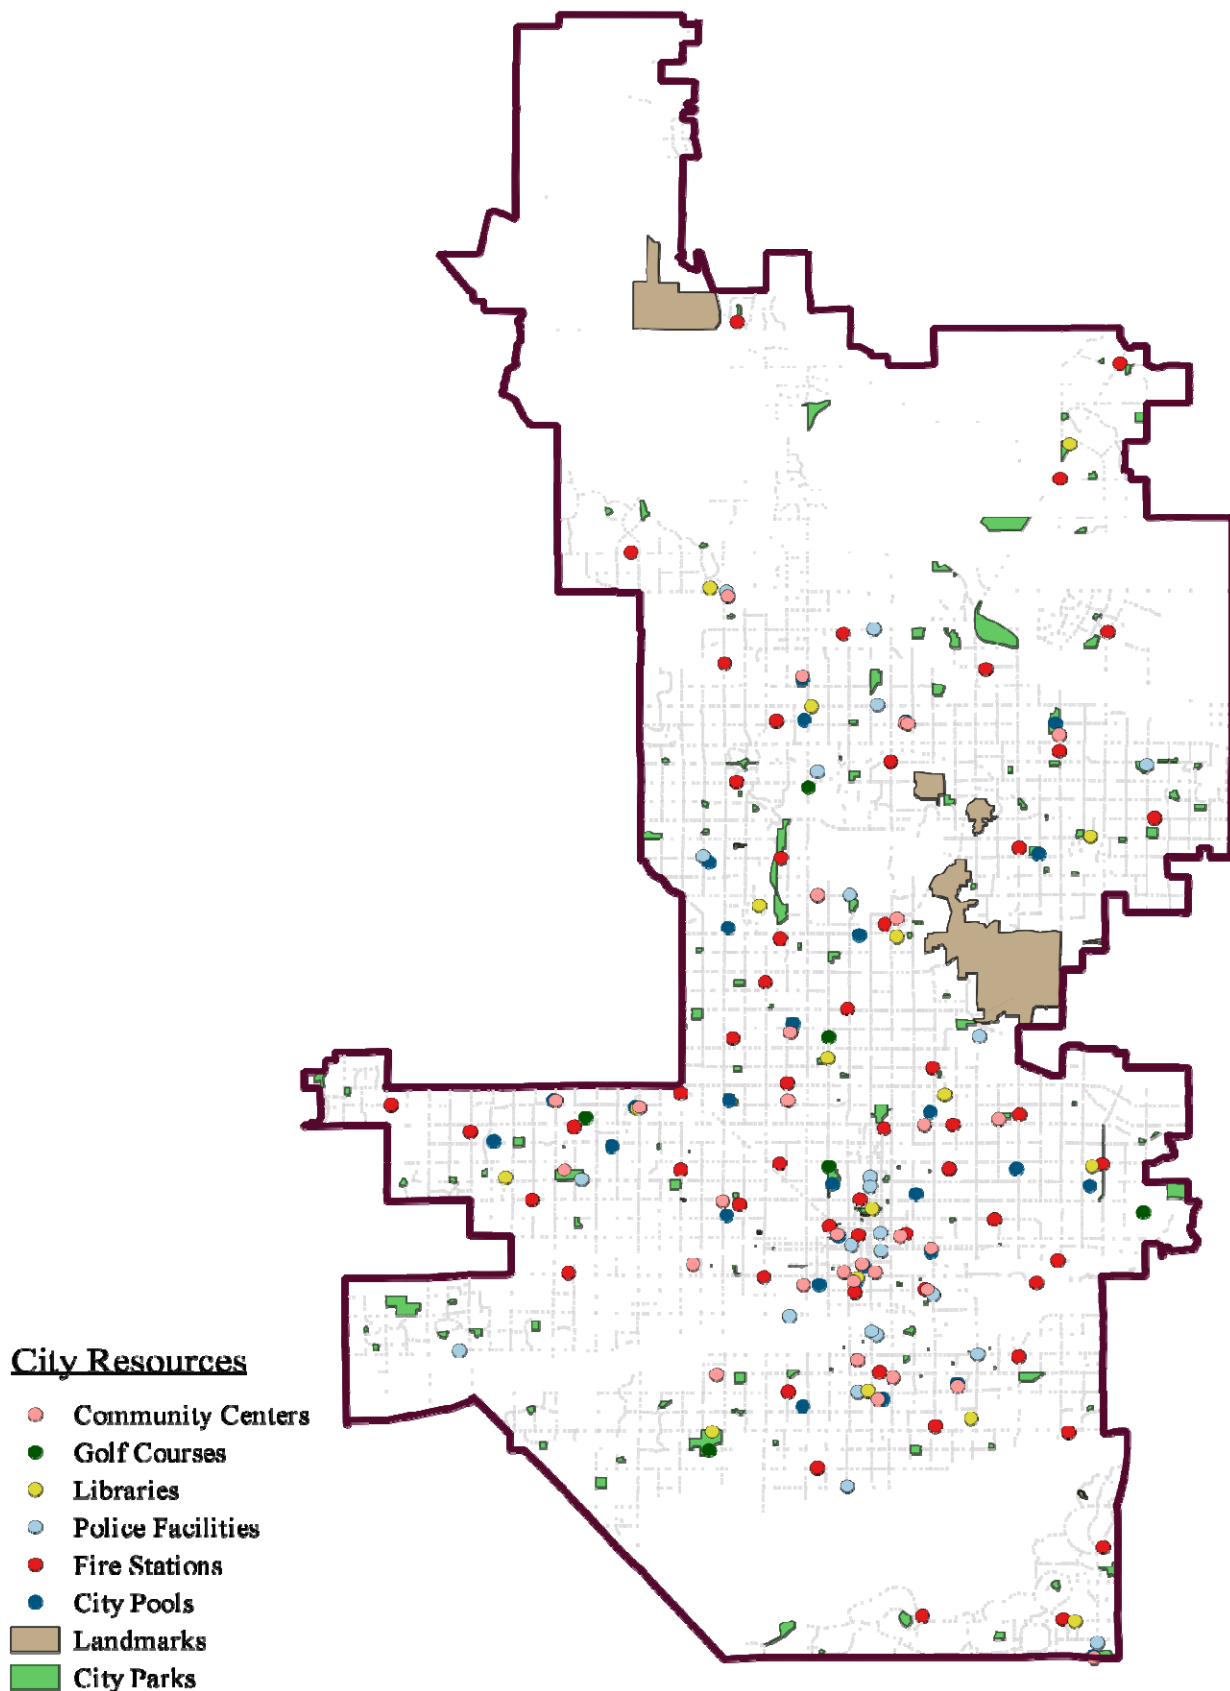 City Resources
Community Centers
Golf Courses
Libraries
Police Facilities
Fire Stations
City Pools
Landmarks
City Parks